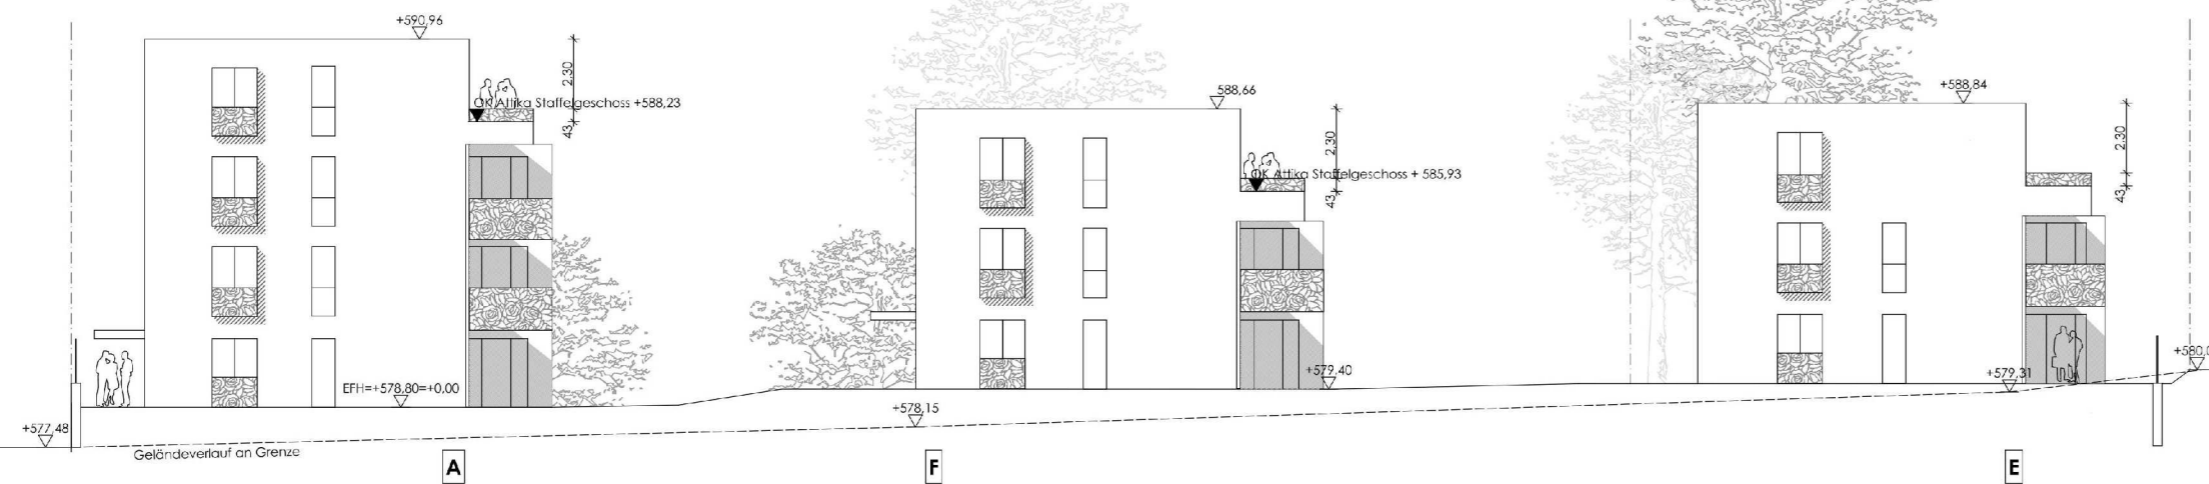 +590,96
2,30
OK Attika Staffelgeschoss +588,23
43
EFH=+578,80=+0,00
+577,48
Geländeverlauf an Grenze
A
588,66
2,30
OK Attika Staffelgeschoss + 585,93
43
+579,40
+578,15
F
+588,84
2,30
43
+579,31
E